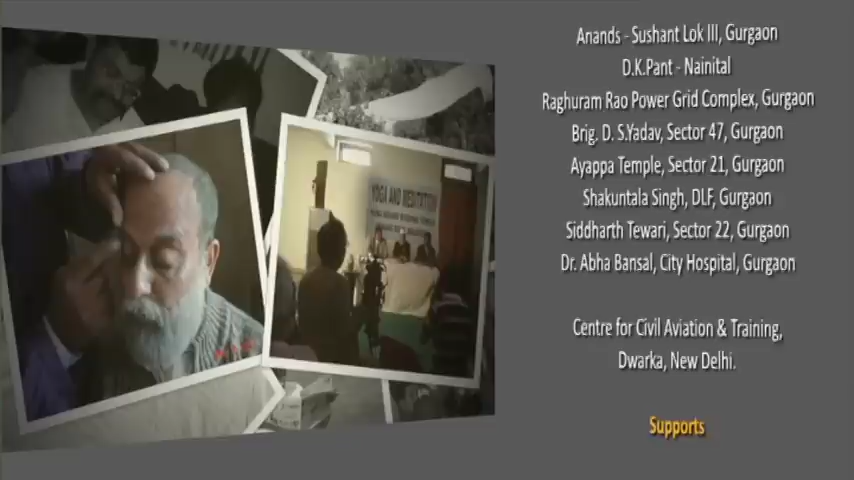 Anands - Sushant Lok III, Gurgaon
D.K.Pant - Nainital
Raghuram Rao Power Grid Complex, Gurgaon
Brig. D. S.Yadav, Sector 47, Gurgaon
Ayappa Temple, Sector 21, Gurgaon
Shakuntala Singh, DLF, Gurgaon
Siddharth Tewari, Sector 22, Gurgaon
Dr. Abha Bansal, City Hospital, Gurgaon
Centre for Civil Aviation & Training,
Dwarka, New Delhi.
Supports
YOGA AND MEDITATION